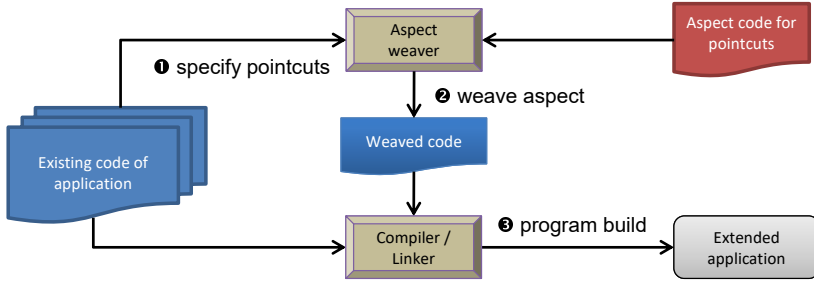 Aspect
weaver
Aspect code for
pointcuts
❶ specify pointcuts
❷ weave aspect
Existing code of
application
Weaved code
❸ program build
Compiler /
Linker
Extended
application